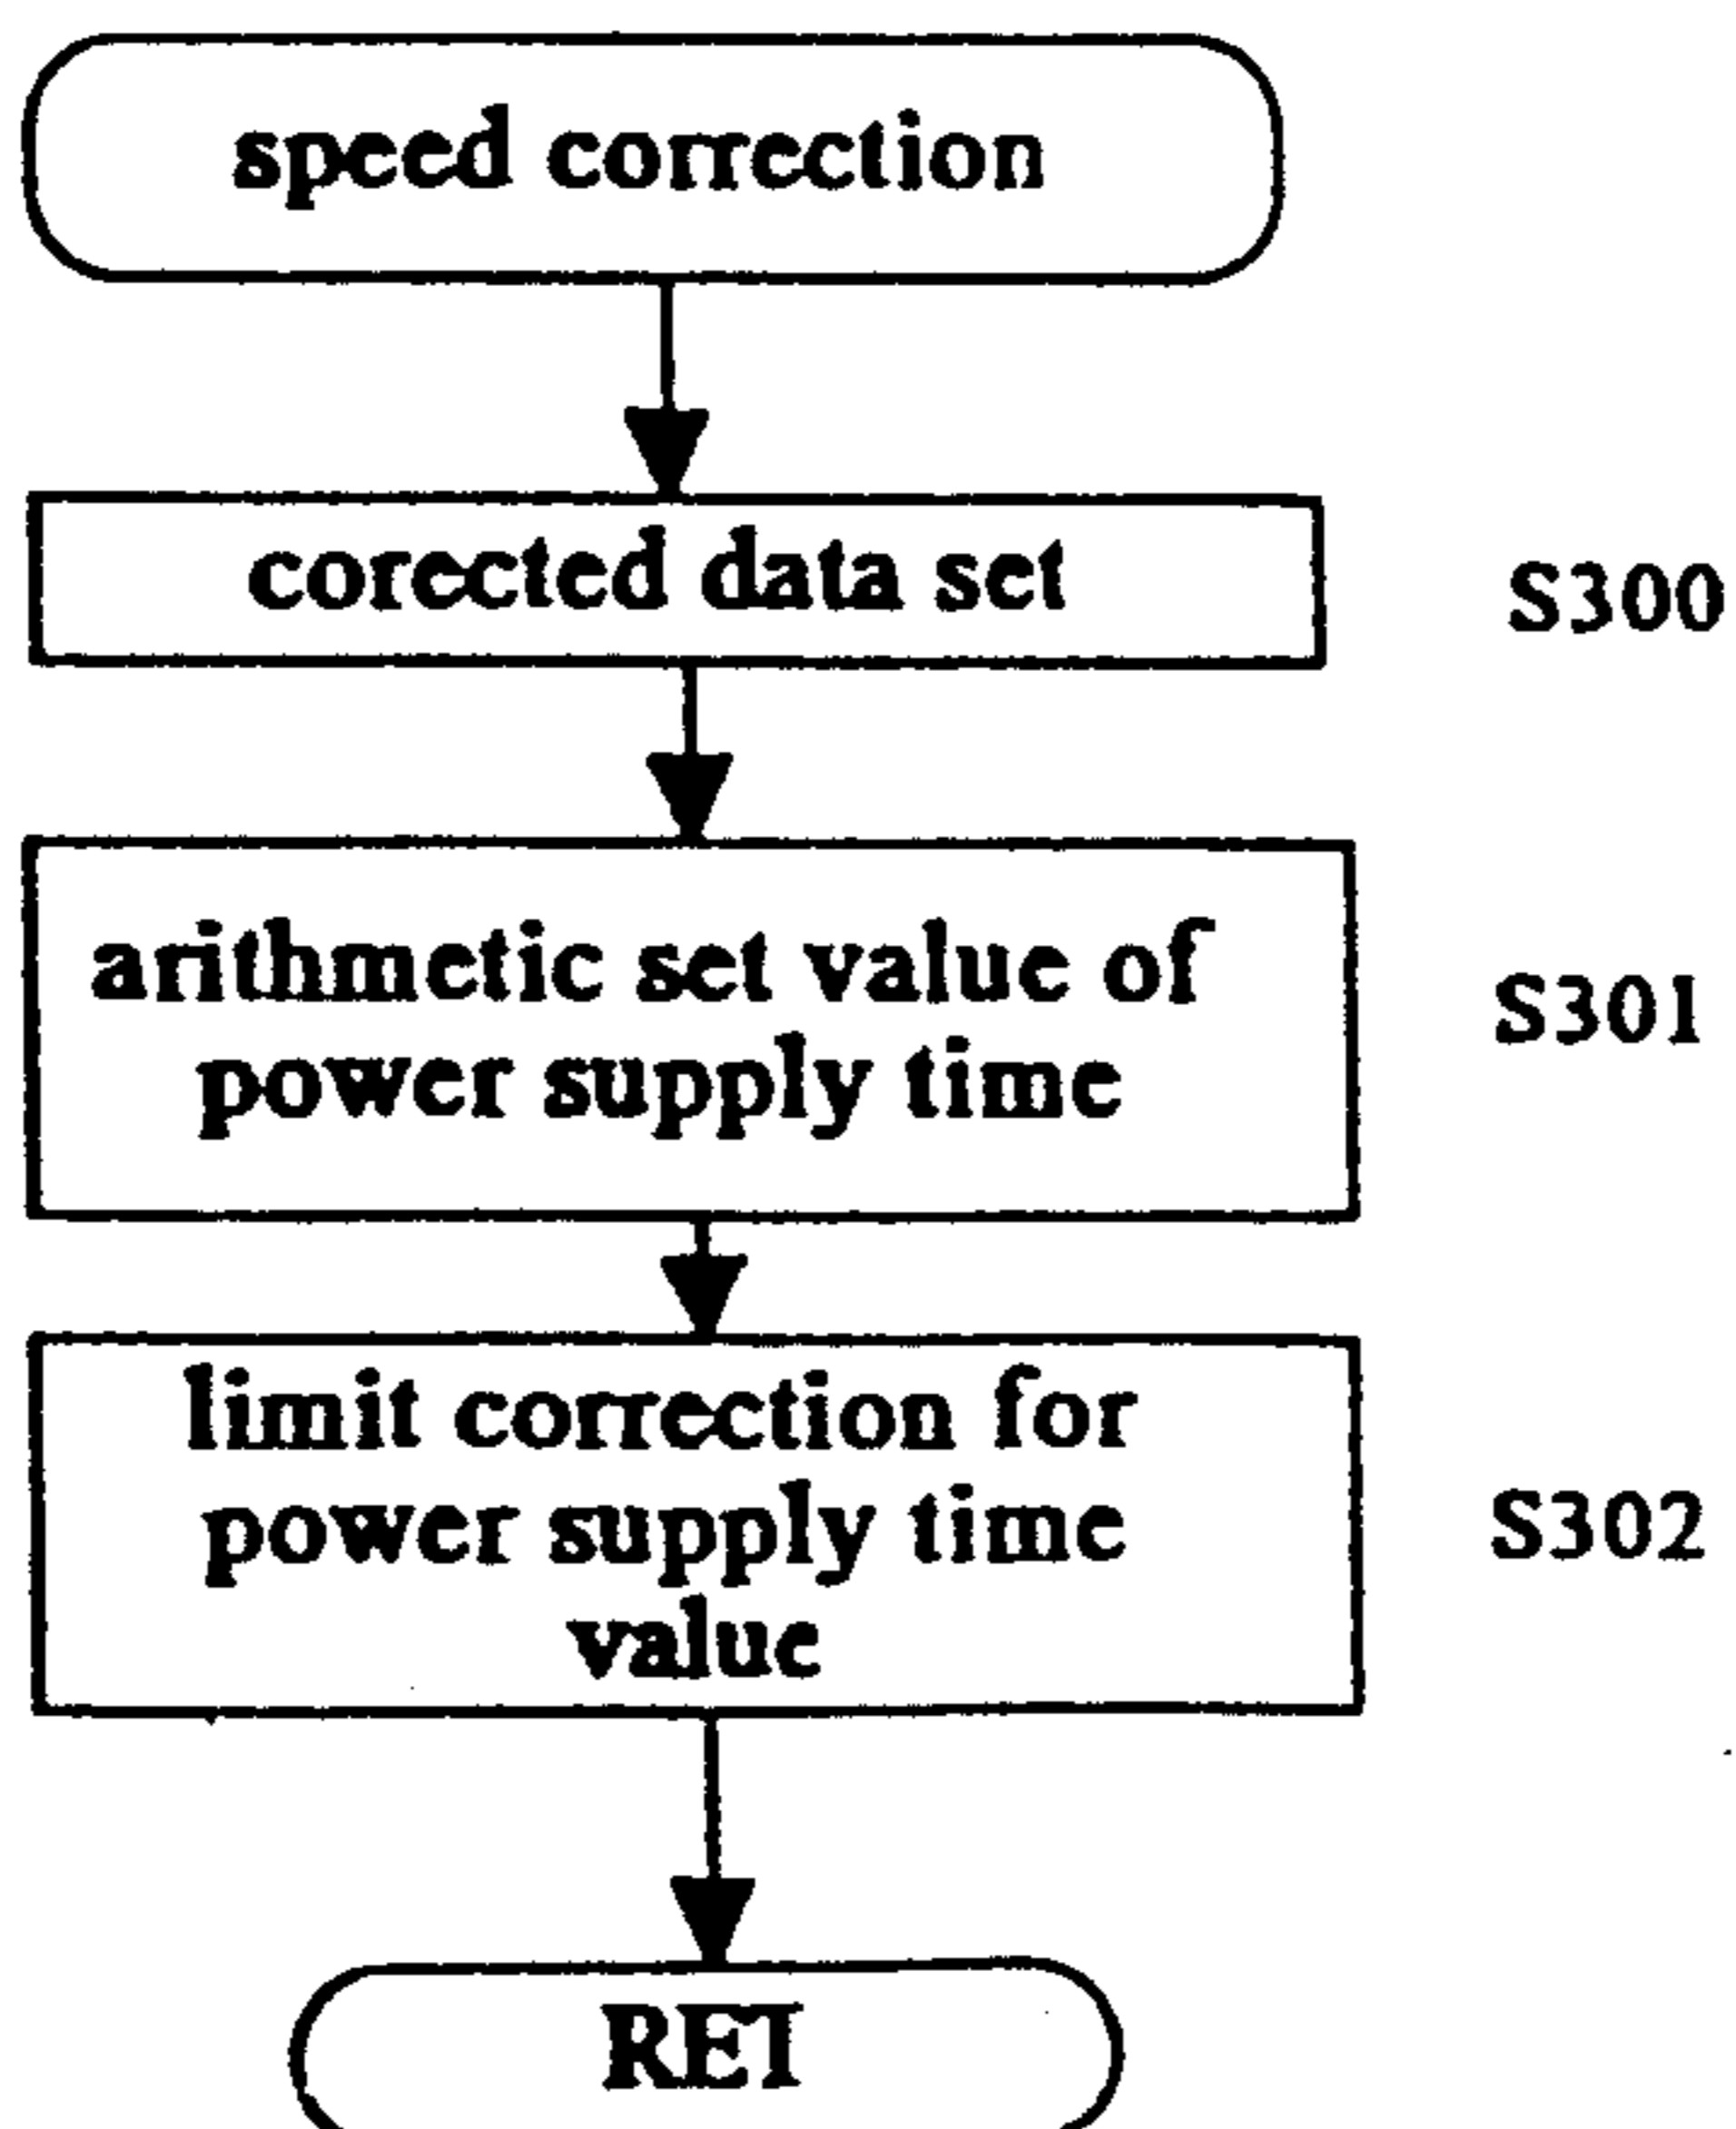 speed correction
corected data set
S300
arithmetic set value of
power supply time
S301
limit correction for
power supply time
value
S302
RET